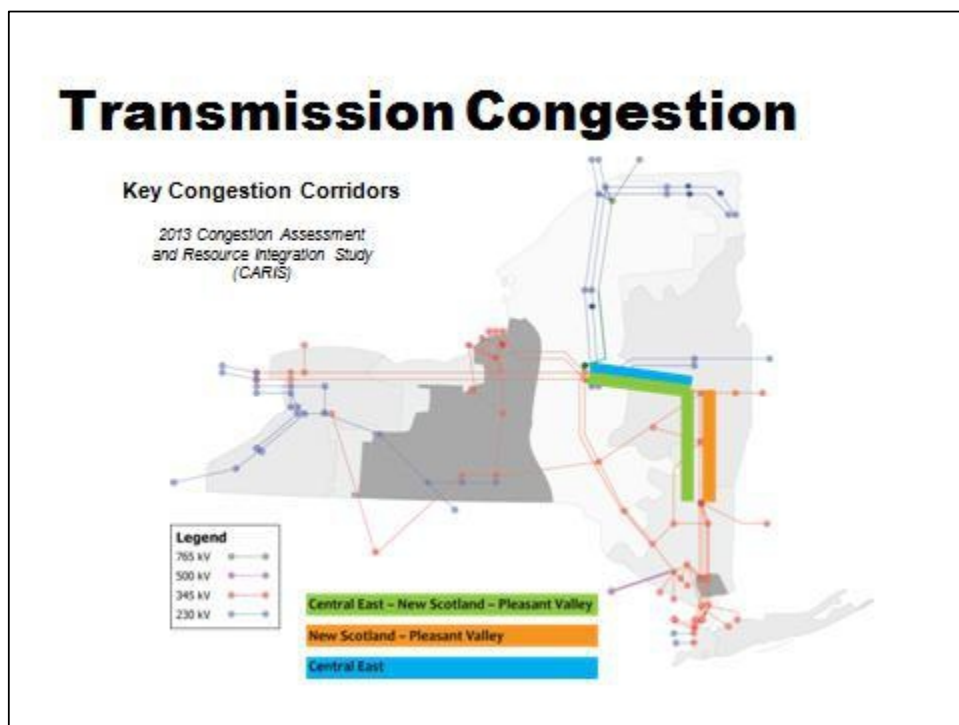 Transmission Congestion
Key Congestion Corridors
2013 Congestion Assessment
and Resource Integration Study
(CARIS)
Legend
765 kV
500 kV
345 kV
230 kV
Central East – New Scotland – Pleasant Valley
New Scotland – Pleasant Valley
Central East